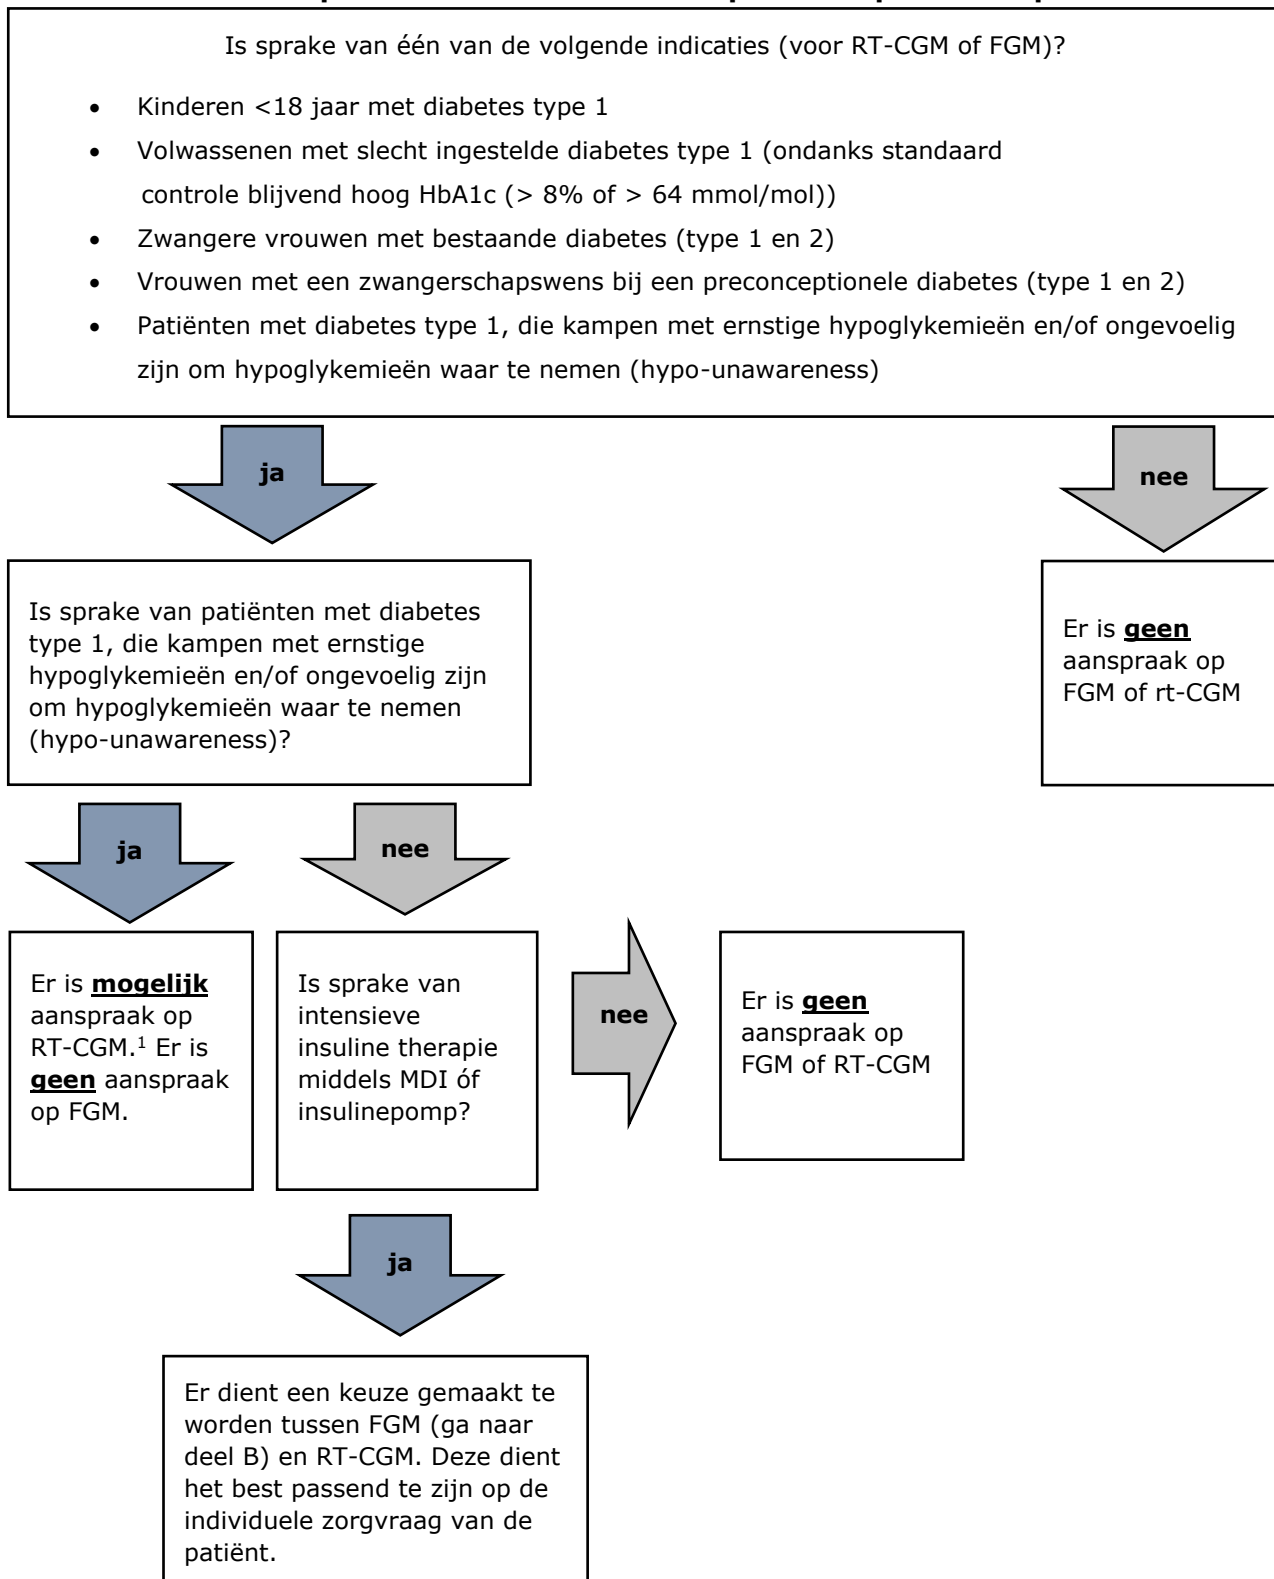 Is sprake van één van de volgende indicaties (voor RT-CGM of FGM)?
• Kinderen <18 jaar met diabetes type 1
• Volwassenen met slecht ingestelde diabetes type 1 (ondanks standaard
controle blijvend hoog HbA1c (> 8% of > 64 mmol/mol))
• Zwangere vrouwen met bestaande diabetes (type 1 en 2)
• Vrouwen met een zwangerschapswens bij een preconceptionele diabetes (type 1 en 2)
• Patiënten met diabetes type 1, die kampen met ernstige hypoglykemieën en/of ongevoelig
zijn om hypoglykemieën waar te nemen (hypo-unawareness)
ja
nee
Is sprake van patiënten met diabetes
type 1, die kampen met ernstige
hypoglykemieën en/of ongevoelig zijn
om hypoglykemieën waar te nemen
(hypo-unawareness)?
Er is geen
aanspraak op
FGM of rt-CGM
ja
nee
Er is mogelijk
aanspraak op
RT-CGM.¹ Er is
geen aanspraak
op FGM.
Is sprake van
intensieve
insuline therapie
middels MDI óf
insulinepomp?
nee
Er is geen
aanspraak op
FGM of RT-CGM
ja
Er dient een keuze gemaakt te
worden tussen FGM (ga naar
deel B) en RT-CGM. Deze dient
het best passend te zijn op de
individuele zorgvraag van de
patiënt.